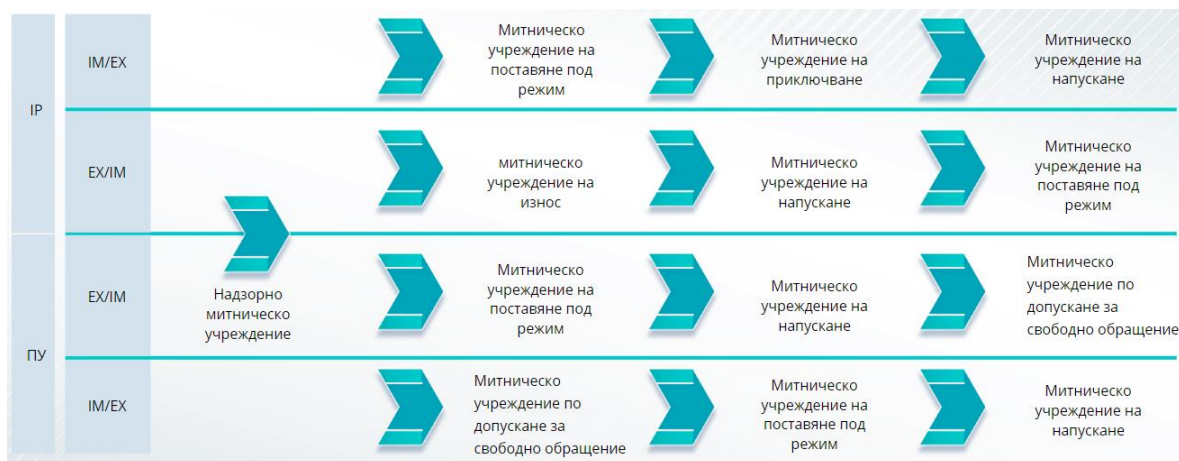 IP
IM/EX
Митническо
учреждение на
поставяне под
режим
Митническо
учреждение на
приключване
Митническо
учреждение на
напускане
EX/IM
митническо
учреждение на
износ
Митническо
учреждение на
напускане
Митническо
учреждение на
поставяне под
режим
Надзорно
митническо
учреждение
ПУ
EX/IM
Митническо
учреждение на
поставяне под
режим
Митническо
учреждение на
напускане
Митническо
учреждение по
допускане за
свободно обращение
IM/EX
Митническо
учреждение по
допускане за
свободно обращение
Митническо
учреждение на
поставяне под
режим
Митническо
учреждение на
напускане